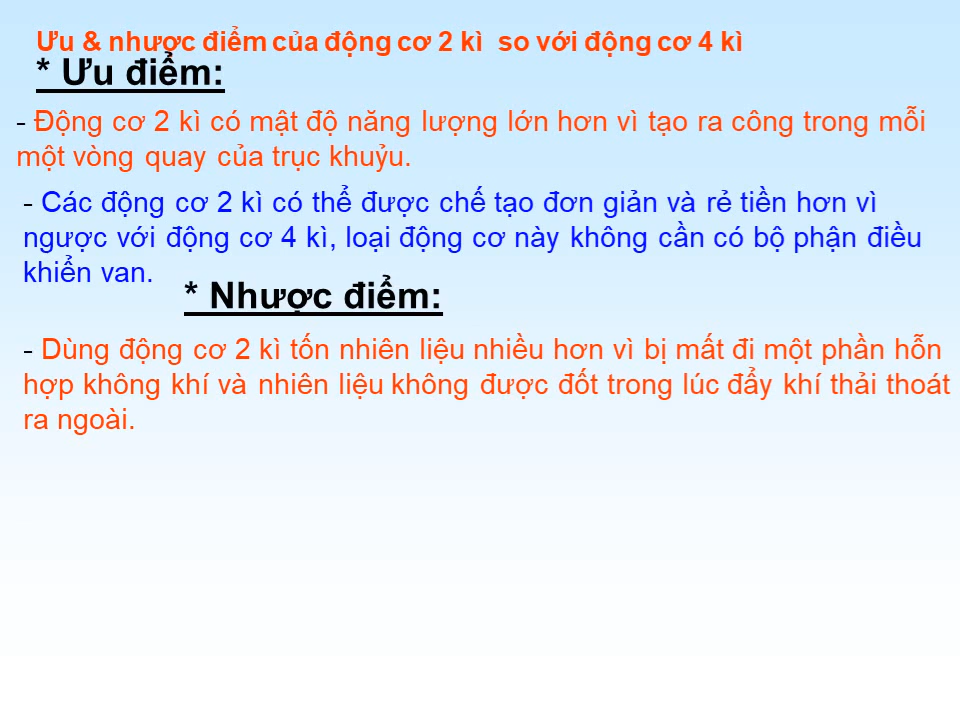 Ưu & nhược điểm của động cơ 2 kì so với động cơ 4 kì
* Ưu điểm:
- Động cơ 2 kì có mật độ năng lượng lớn hơn vì tạo ra công trong mỗi
một vòng quay của trục khuỷu.
- Các động cơ 2 kì có thể được chế tạo đơn giản và rẻ tiền hơn vì
ngược với động cơ 4 kì, loại động cơ này không cần có bộ phận điều
khiển van.
* Nhược điểm:
- Dùng động cơ 2 kì tốn nhiên liệu nhiều hơn vì bị mất đi một phần hỗn
hợp không khí và nhiên liệu không được đốt trong lúc đẩy khí thải thoát
ra ngoài.